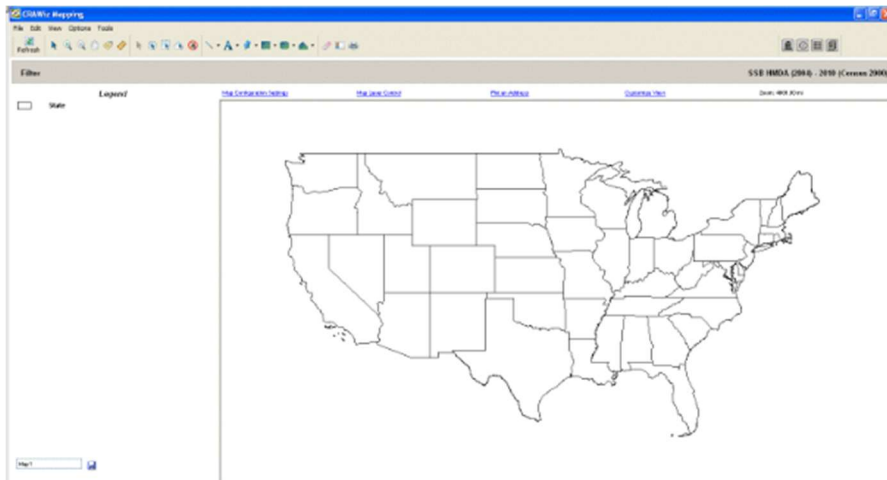 CRAWiz Mapping
File Edit View Options Tools
Refresh
Filter
SSB HMDA (2004) - 2010 (Census 2000)
Legend
Map Configuration Settings
Map Layer Control
Pin an Address
Customize View
State
Map1